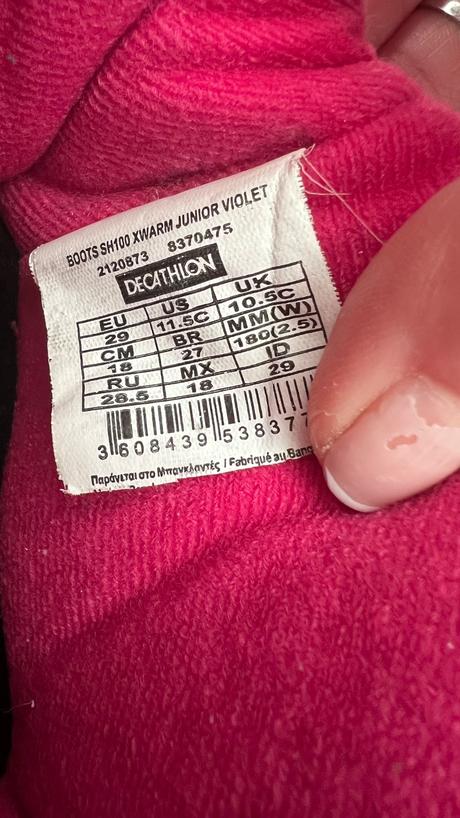 BOOTS SH100 XWARM JUNIOR VIOLET
2120873 8370475
DECATHLON
EU US UK
29 11.5C 10.5C
CM BR MM(W)
18 27 180(2.5)
RU MX ID
28.5 18 29
3 608439 538377
Παράγεται στο Μπανκλαντές / Fabriqué au Bang